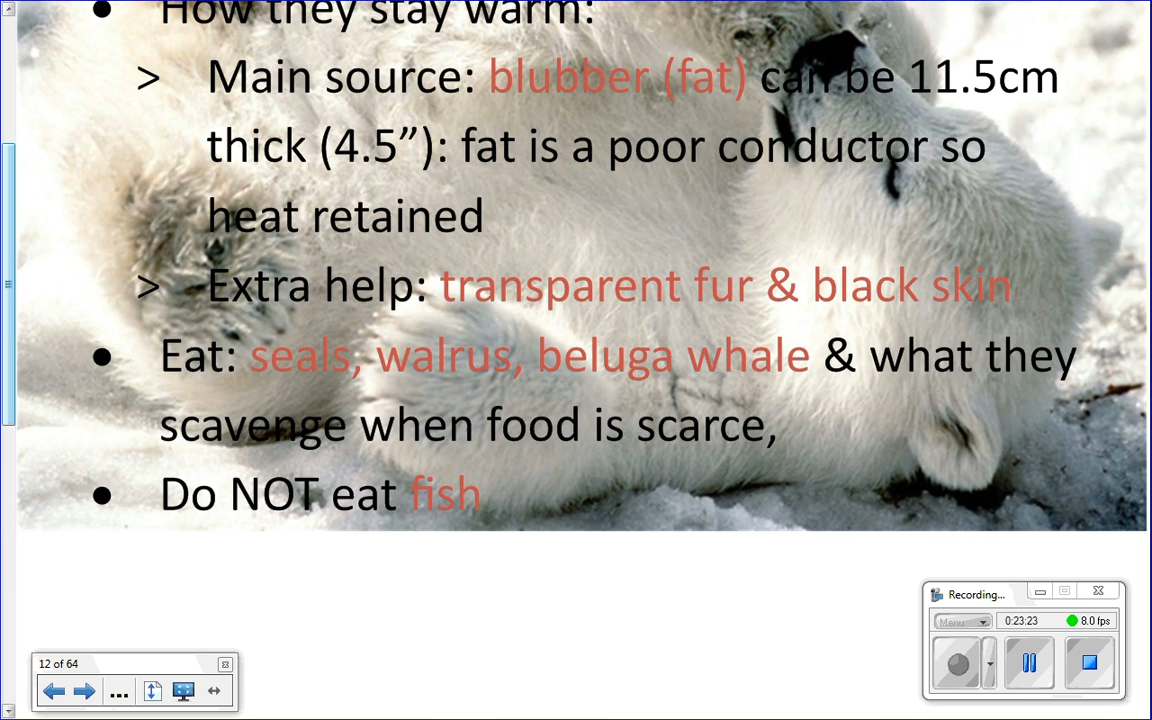 ● How they stay warm:
> Main source: blubber (fat) can be 11.5cm
thick (4.5”): fat is a poor conductor so
heat retained
> Extra help: transparent fur & black skin
● Eat: seals, walrus, beluga whale & what they
scavenge when food is scarce,
● Do NOT eat fish
Recording...
Menu 0:23:23 8.0 fps
12 of 64
...